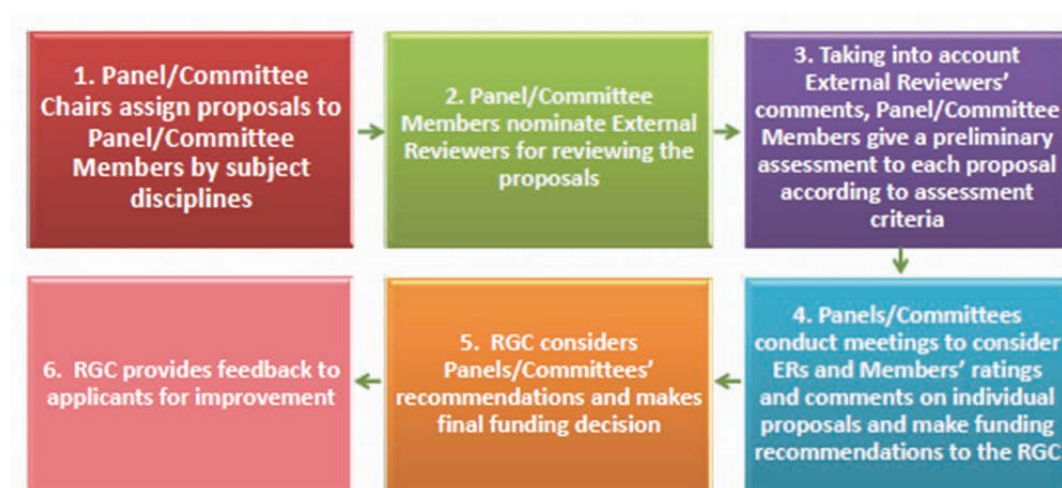 1. Panel/Committee
Chairs assign proposals to
Panel/Committee
Members by subject
disciplines
2. Panel/Committee
Members nominate External
Reviewers for reviewing the
proposals
3. Taking into account
External Reviewers’
comments, Panel/Committee
Members give a preliminary
assessment to each proposal
according to assessment
criteria
4. Panels/Committees
conduct meetings to consider
ERs and Members’ ratings
and comments on individual
proposals and make funding
recommendations to the RGC
5. RGC considers
Panels/Committees’
recommendations and makes
final funding decision
6. RGC provides feedback to
applicants for improvement